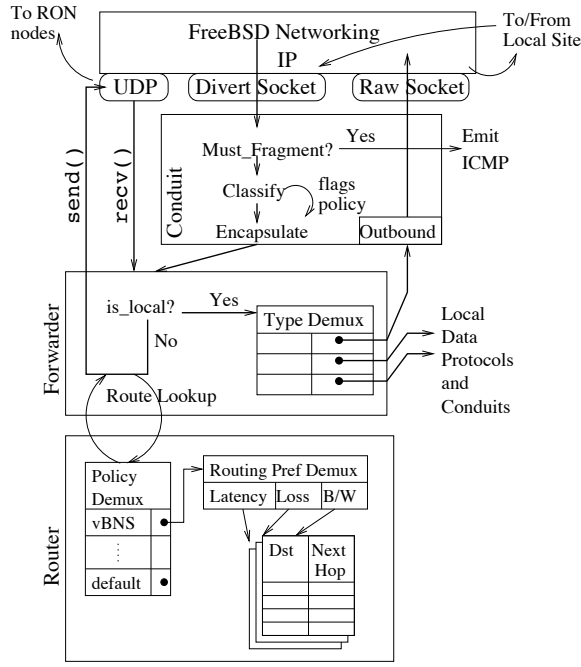 To RON
nodes
FreeBSD Networking
IP
To/From
Local Site
UDP
Divert Socket
Raw Socket
send()
recv()
Conduit
Must_Fragment?
Yes
Emit
ICMP
Classify
flags
policy
Encapsulate
Outbound
Forwarder
is_local?
Yes
No
Type Demux
Local
Data
Protocols
and
Conduits
Route Lookup
Router
Policy
Demux
vBNS
default
Routing Pref Demux
Latency
Loss
B/W
Dst
Next
Hop